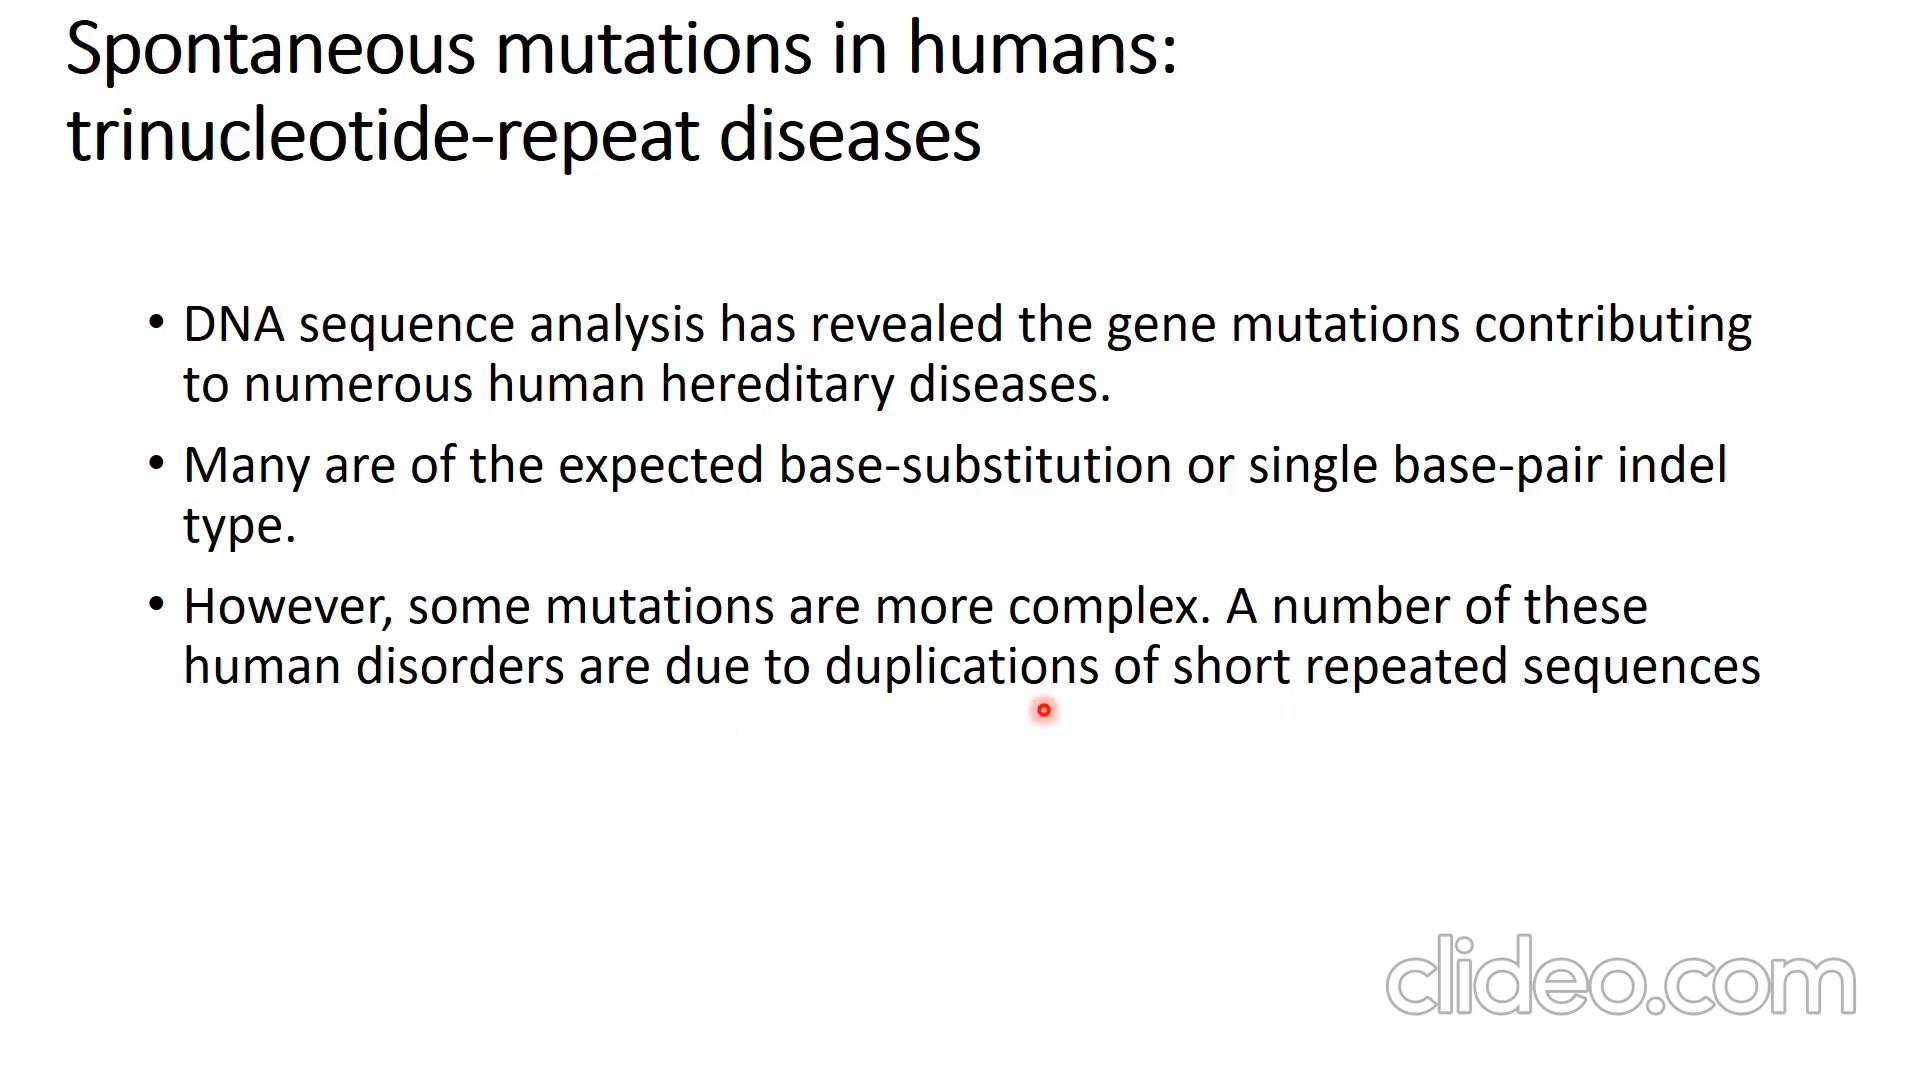 Spontaneous mutations in humans:
trinucleotide-repeat diseases
• DNA sequence analysis has revealed the gene mutations contributing
to numerous human hereditary diseases.
• Many are of the expected base-substitution or single base-pair indel
type.
• However, some mutations are more complex. A number of these
human disorders are due to duplications of short repeated sequences
clideo.com